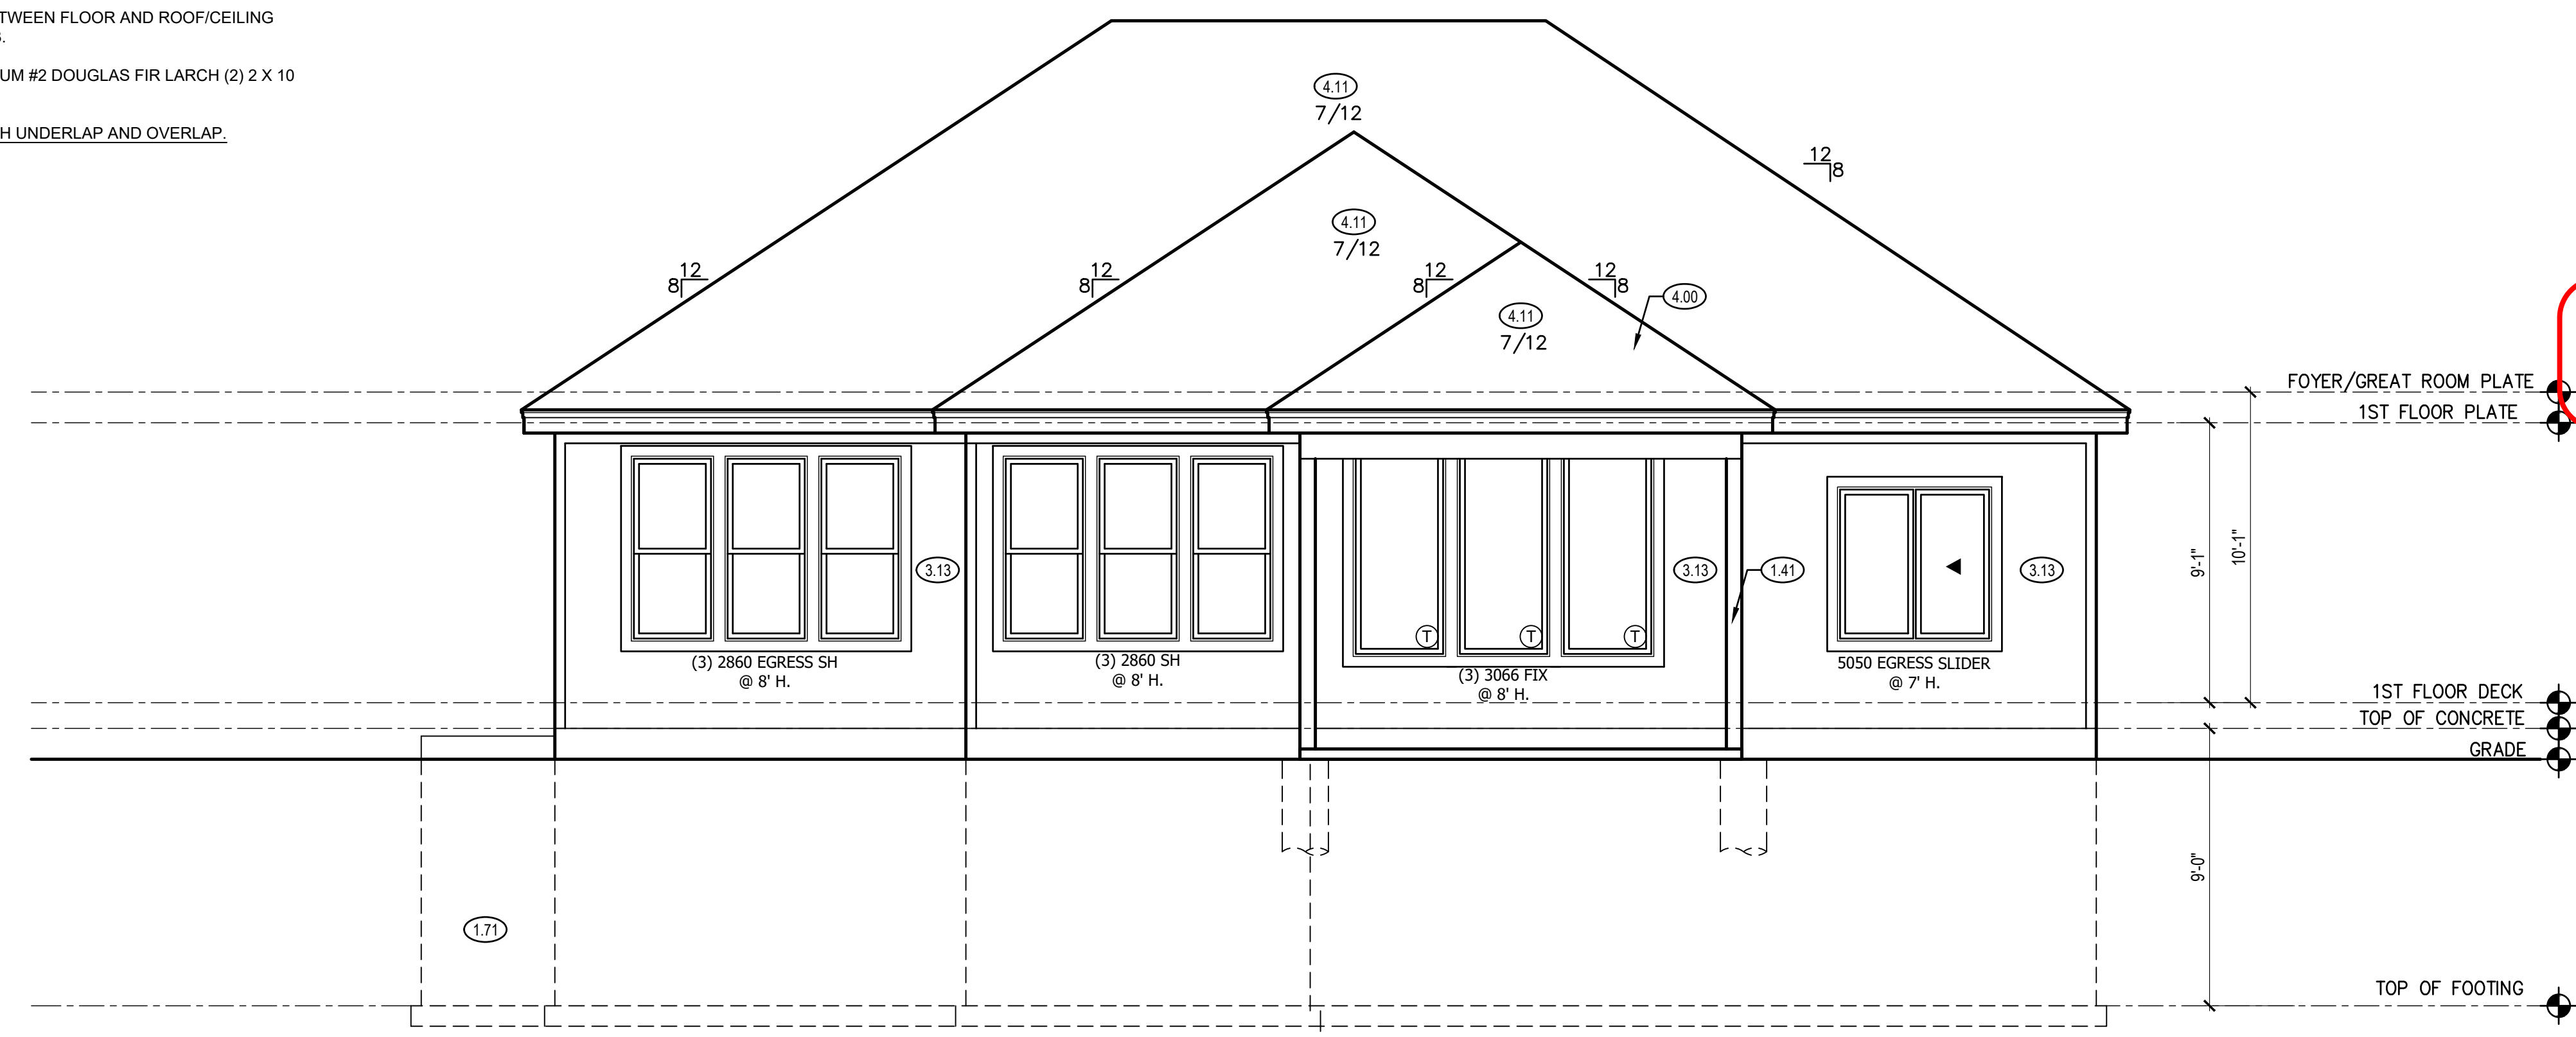 TWEEN FLOOR AND ROOF/CEILING
S.
UM #2 DOUGLAS FIR LARCH (2) 2 X 10
H UNDERLAP AND OVERLAP.
4.11
7/12
12
8
4.11
7/12
12
8
12
8
12
8
12
8
4.00
4.11
7/12
FOYER/GREAT ROOM PLATE
1ST FLOOR PLATE
3.13
3.13
1.41
3.13
9'-1"
10'-1"
T
T
T
(3) 2860 EGRESS SH
@ 8' H.
(3) 2860 SH
@ 8' H.
(3) 3066 FIX
@ 8' H.
5050 EGRESS SLIDER
@ 7' H.
1ST FLOOR DECK
TOP OF CONCRETE
GRADE
9'-0"
1.71
TOP OF FOOTING